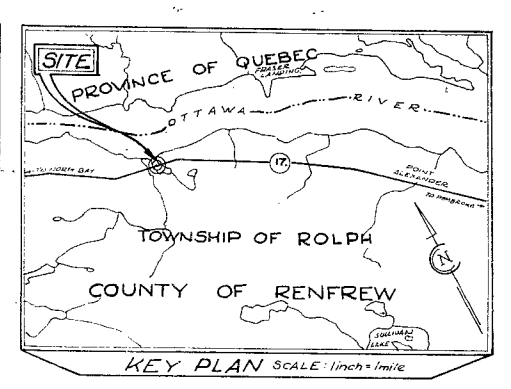 SITE
PROVINCE OF QUEBEC
FRASER
LANDING
OTTAWA RIVER
TO NORTH BAY
17
POINT
ALEXANDER
TO PEMBROKE
N
TOWNSHIP OF ROLPH
COUNTY OF RENFREW
SULLIVAN
LAKE
KEY PLAN SCALE: 1inch = 1mile